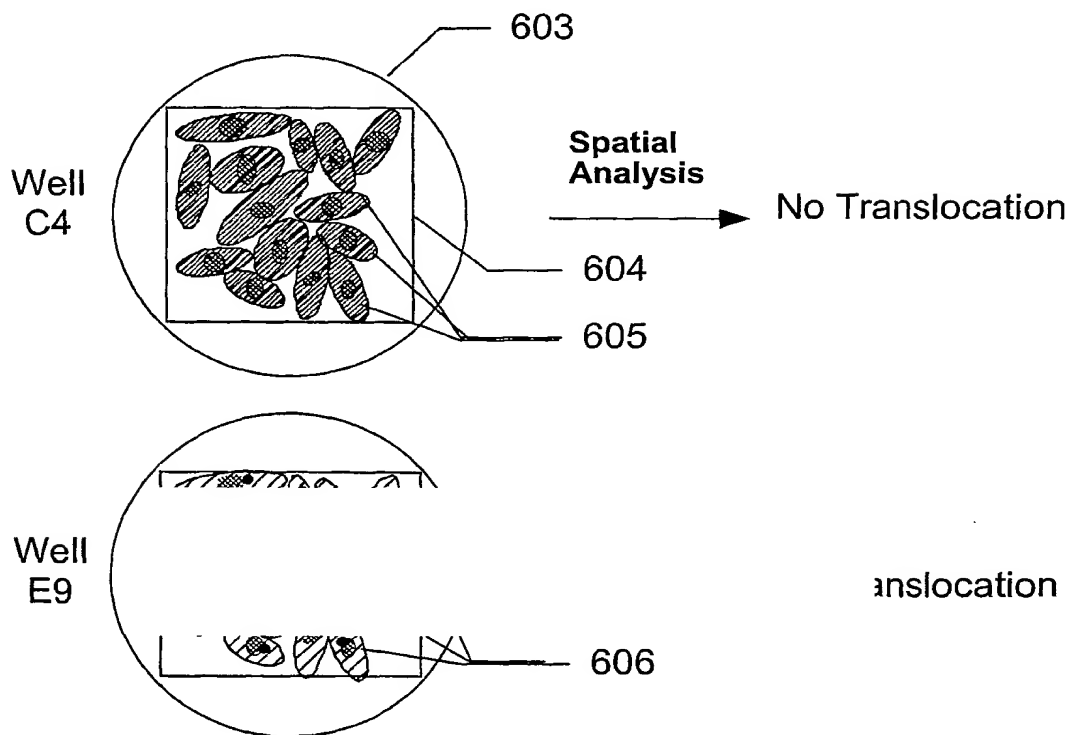 603
Well
C4
Spatial
Analysis
No Translocation
604
605
Well
E9
anslocation
606